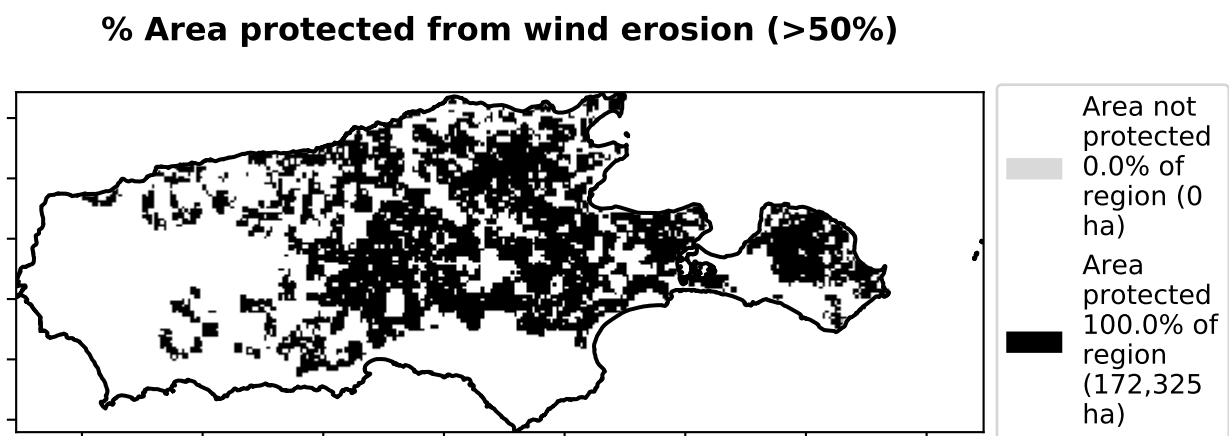 % Area protected from wind erosion (>50%)
Area not
protected
0.0% of
region (0
ha)
Area
protected
100.0% of
region
(172,325
ha)